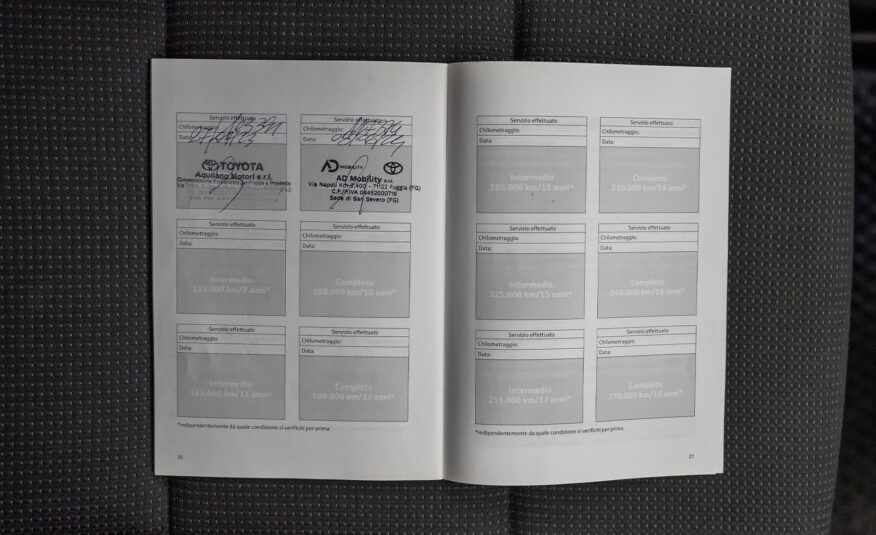 Servizio effettuato
Chilometraggio:
Data:
TOYOTA
Aquilano Motori s.r.l.
Servizio effettuato
Chilometraggio:
Data:
AD MOBILITY
AD Mobility s.r.l.
Via Napoli Km 2,400 - 71122 Foggia (FG)
C.F./P.IVA 04452000716
Sede di San Severo (FG)
Servizio effettuato
Chilometraggio:
Data:
Intermedio
135.000 km/9 anni*
Servizio effettuato
Chilometraggio:
Data:
Completo
150.000 km/10 anni*
Servizio effettuato
Chilometraggio:
Data:
Intermedio
165.000 km/11 anni*
Servizio effettuato
Chilometraggio:
Data:
Completo
180.000 km/12 anni*
*Indipendentemente da quale condizione si verifichi per prima
26
Servizio effettuato
Chilometraggio:
Data:
Intermedio
195.000 km/13 anni*
Servizio effettuato
Chilometraggio:
Data:
Completo
210.000 km/14 anni*
Servizio effettuato
Chilometraggio:
Data:
Intermedio
225.000 km/15 anni*
Servizio effettuato
Chilometraggio:
Data:
Completo
240.000 km/16 anni*
Servizio effettuato
Chilometraggio:
Data:
Intermedio
255.000 km/17 anni*
Servizio effettuato
Chilometraggio:
Data:
Completo
270.000 km/18 anni*
*Indipendentemente da quale condizione si verifichi per prima
27